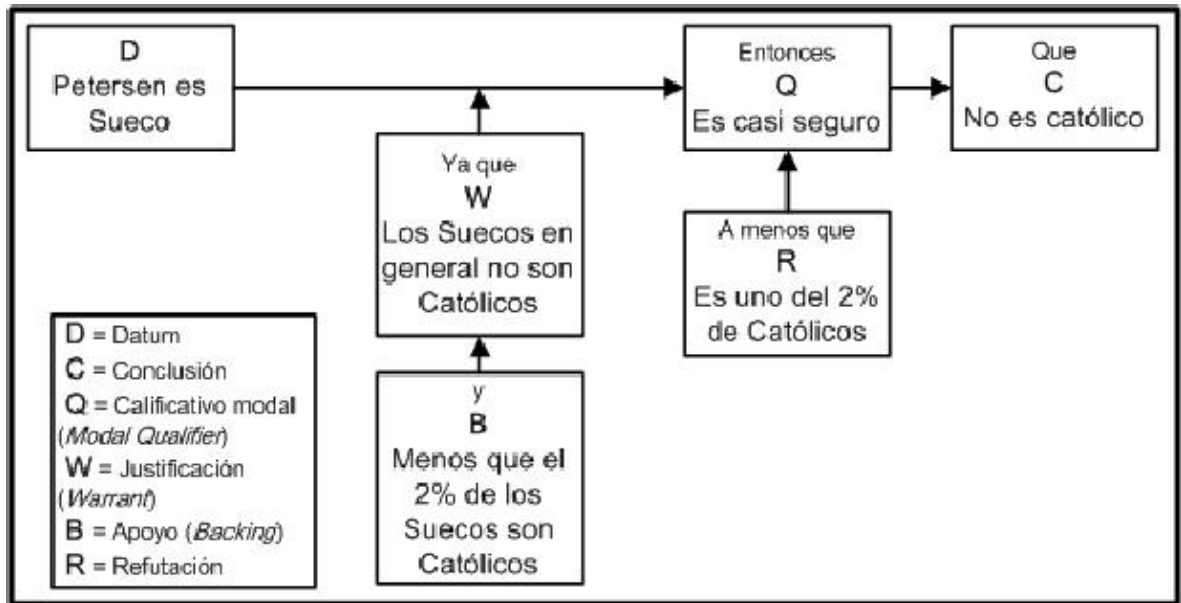 D
Petersen es
Sueco
Entonces
Q
Es casi seguro
Que
C
No es católico
Ya que
W
Los Suecos en
general no son
Católicos
A menos que
R
Es uno del 2%
de Católicos
y
B
Menos que el
2% de los
Suecos son
Católicos
D = Datum
C = Conclusión
Q = Calificativo modal
(Modal Qualifier)
W = Justificación
(Warrant)
B = Apoyo (Backing)
R = Refutación